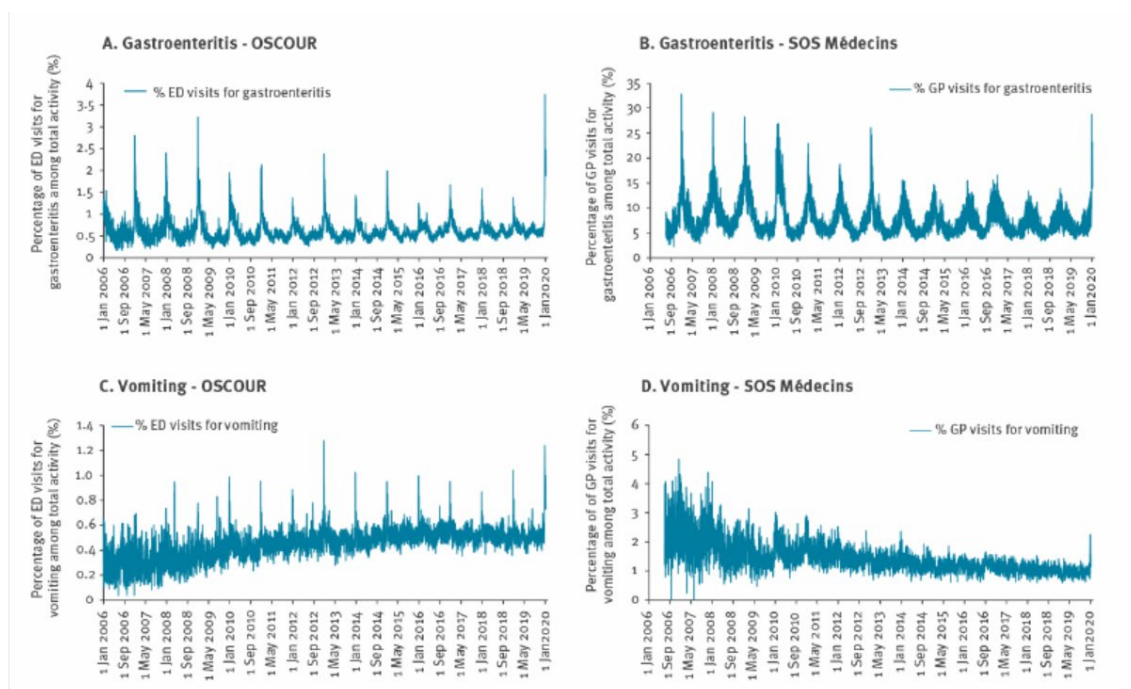 A. Gastroenteritis - OSCOUR
Percentage of ED visits for
gastroenteritis among total activity (%)
4
3.5
3
2.5
2
1.5
1
0.5
0
% ED visits for gastroenteritis
1 Jan 2006
1 Sep 2006
1 May 2007
1 Jan 2008
1 Sep 2008
1 May 2009
1 Jan 2010
1 Sep 2010
1 May 2011
1 Jan 2012
1 Sep 2012
1 May 2013
1 Jan 2014
1 Sep 2014
1 May 2015
1 Jan 2016
1 Sep 2016
1 May 2017
1 Jan 2018
1 Sep 2018
1 May 2019
1 Jan2020
B. Gastroenteritis - SOS Médecins
Percentage of GP visits for
gastroenteritis among total activity (%)
35
30
25
20
15
10
5
0
% GP visits for gastroenteritis
1 Jan 2006
1 Sep 2006
1 May 2007
1 Jan 2008
1 Sep 2008
1 May 2009
1 Jan 2010
1 Sep 2010
1 May 2011
1 Jan 2012
1 Sep 2012
1 May 2013
1 Jan 2014
1 Sep 2014
1 May 2015
1 Jan 2016
1 Sep 2016
1 May 2017
1 Jan 2018
1 Sep 2018
1 May 2019
1 Jan2020
C. Vomiting - OSCOUR
Percentage of ED visits for
vomiting among total activity (%)
1.4
1.2
1.0
0.8
0.6
0.4
0.2
0
% ED visits for vomiting
1 Jan 2006
1 Sep 2006
1 May 2007
1 Jan 2008
1 Sep 2008
1 May 2009
1 Jan 2010
1 Sep 2010
1 May 2011
1 Jan 2012
1 Sep 2012
1 May 2013
1 Jan 2014
1 Sep 2014
1 May 2015
1 Jan 2016
1 Sep 2016
1 May 2017
1 Jan 2018
1 Sep 2018
1 May 2019
1 Jan2020
D. Vomiting - SOS Médecins
Percentage of of GP visits for
vomiting among total activity (%)
6
5
4
3
2
1
0
% GP visits for vomiting
1 Jan 2006
1 Sep 2006
1 May 2007
1 Jan 2008
1 Sep 2008
1 May 2009
1 Jan 2010
1 Sep 2010
1 May 2011
1 Jan 2012
1 Sep 2012
1 May 2013
1 Jan 2014
1 Sep 2014
1 May 2015
1 Jan 2016
1 Sep 2016
1 May 2017
1 Jan 2018
1 Sep 2018
1 May 2019
1 Jan2020